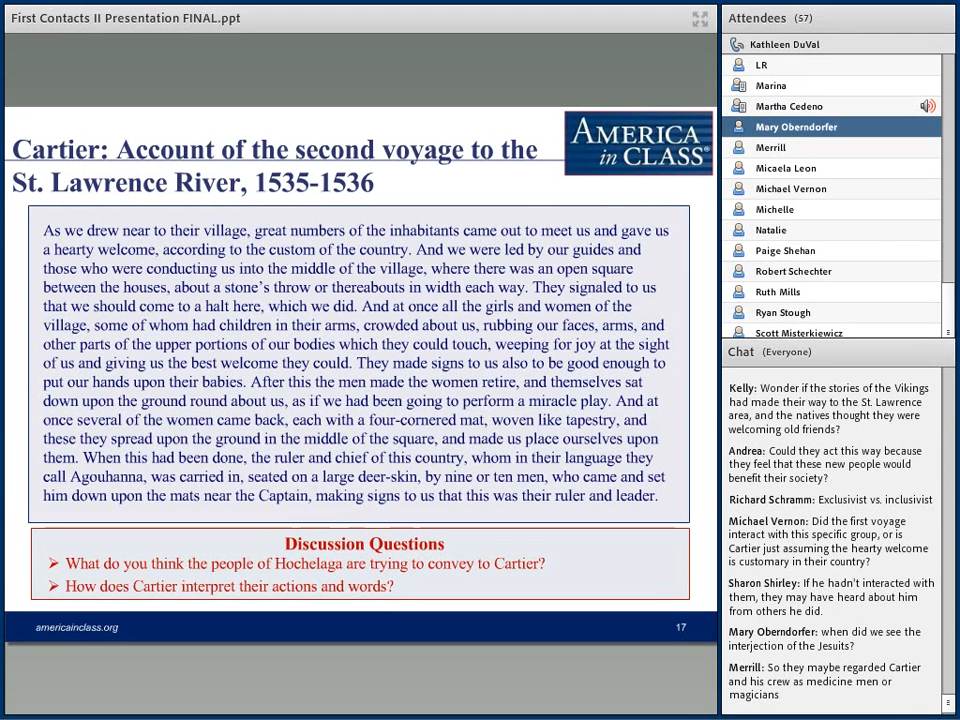 First Contacts II Presentation FINAL.ppt
Cartier: Account of the second voyage to the
St. Lawrence River, 1535-1536
AMERICA
in CLASS®
As we drew near to their village, great numbers of the inhabitants came out to meet us and gave us
a hearty welcome, according to the custom of the country. And we were led by our guides and
those who were conducting us into the middle of the village, where there was an open square
between the houses, about a stone's throw or thereabouts in width each way. They signaled to us
that we should come to a halt here, which we did. And at once all the girls and women of the
village, some of whom had children in their arms, crowded about us, rubbing our faces, arms, and
other parts of the upper portions of our bodies which they could touch, weeping for joy at the sight
of us and giving us the best welcome they could. They made signs to us also to be good enough to
put our hands upon their babies. After this the men made the women retire, and themselves sat
down upon the ground round about us, as if we had been going to perform a miracle play. And at
once several of the women came back, each with a four-cornered mat, woven like tapestry, and
these they spread upon the ground in the middle of the square, and made us place ourselves upon
them. When this had been done, the ruler and chief of this country, whom in their language they
call Agouhanna, was carried in, seated on a large deer-skin, by nine or ten men, who came and set
him down upon the mats near the Captain, making signs to us that this was their ruler and leader.
Discussion Questions
What do you think the people of Hochelaga are trying to convey to Cartier?
How does Cartier interpret their actions and words?
americainclass.org
17
Attendees (57)
Kathleen DuVal
LR
Marina
Martha Cedeno
Mary Oberndorfer
Merrill
Micaela Leon
Michael Vernon
Michelle
Natalie
Paige Shehan
Robert Schechter
Ruth Mills
Ryan Stough
Scott Misterkiewicz
Chat (Everyone)
Kelly: Wonder if the stories of the Vikings
had made their way to the St. Lawrence
area, and the natives thought they were
welcoming old friends?
Andrea: Could they act this way because
they feel that these new people would
benefit their society?
Richard Schramm: Exclusivist vs. inclusivist
Michael Vernon: Did the first voyage
interact with this specific group, or is
Cartier just assuming the hearty welcome
is customary in their country?
Sharon Shirley: If he hadn't interacted with
them, they may have heard about him
from others he did.
Mary Oberndorfer: when did we see the
interjection of the Jesuits?
Merrill: So they maybe regarded Cartier
and his crew as medicine men or
magicians